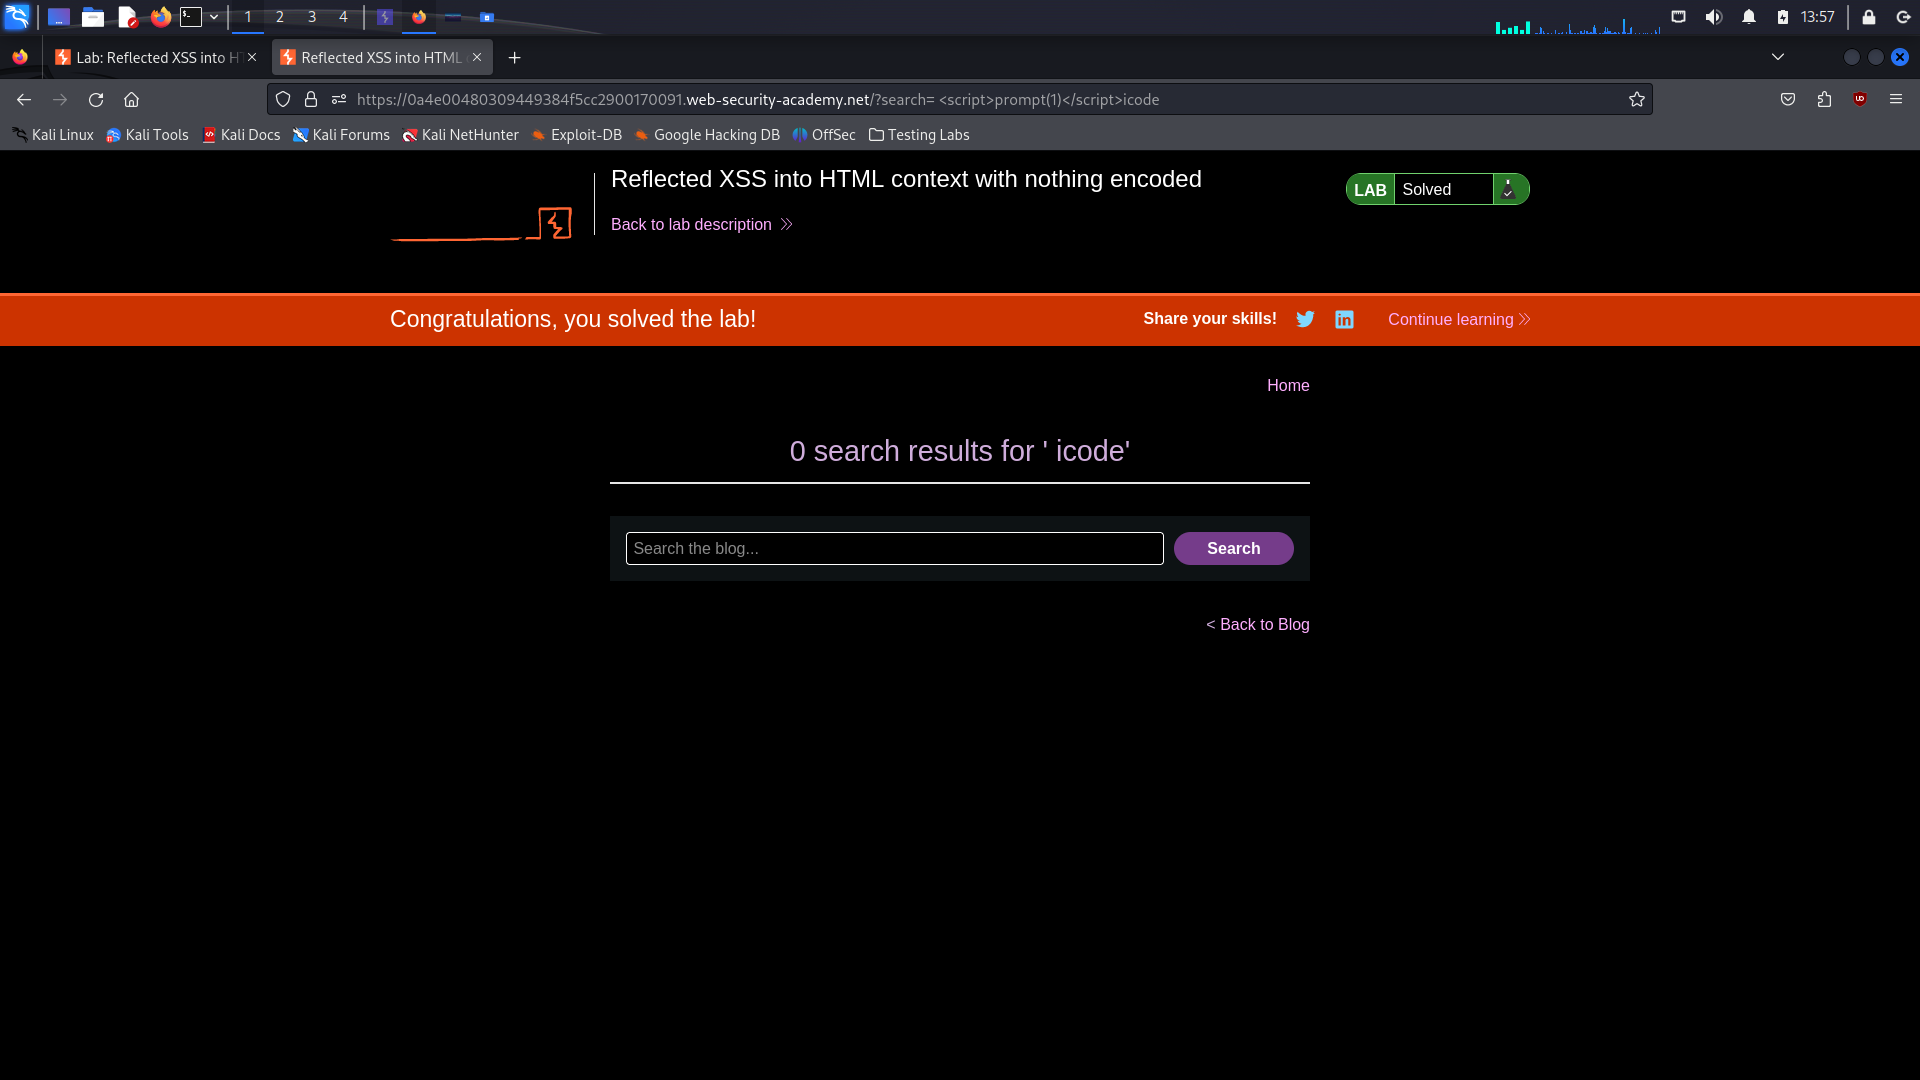 1 2 3 4 13:57
Lab: Reflected XSS into H
Reflected XSS into HTML
https://0a4e00480309449384f5cc2900170091.web-security-academy.net/?search= <script>prompt(1)</script>icode
Kali Linux Kali Tools Kali Docs Kali Forums Kali NetHunter Exploit-DB Google Hacking DB OffSec Testing Labs
Reflected XSS into HTML context with nothing encoded
LAB Solved
Back to lab description
Congratulations, you solved the lab! Share your skills! Continue learning
Home
0 search results for ' icode'
Search the blog... Search
< Back to Blog